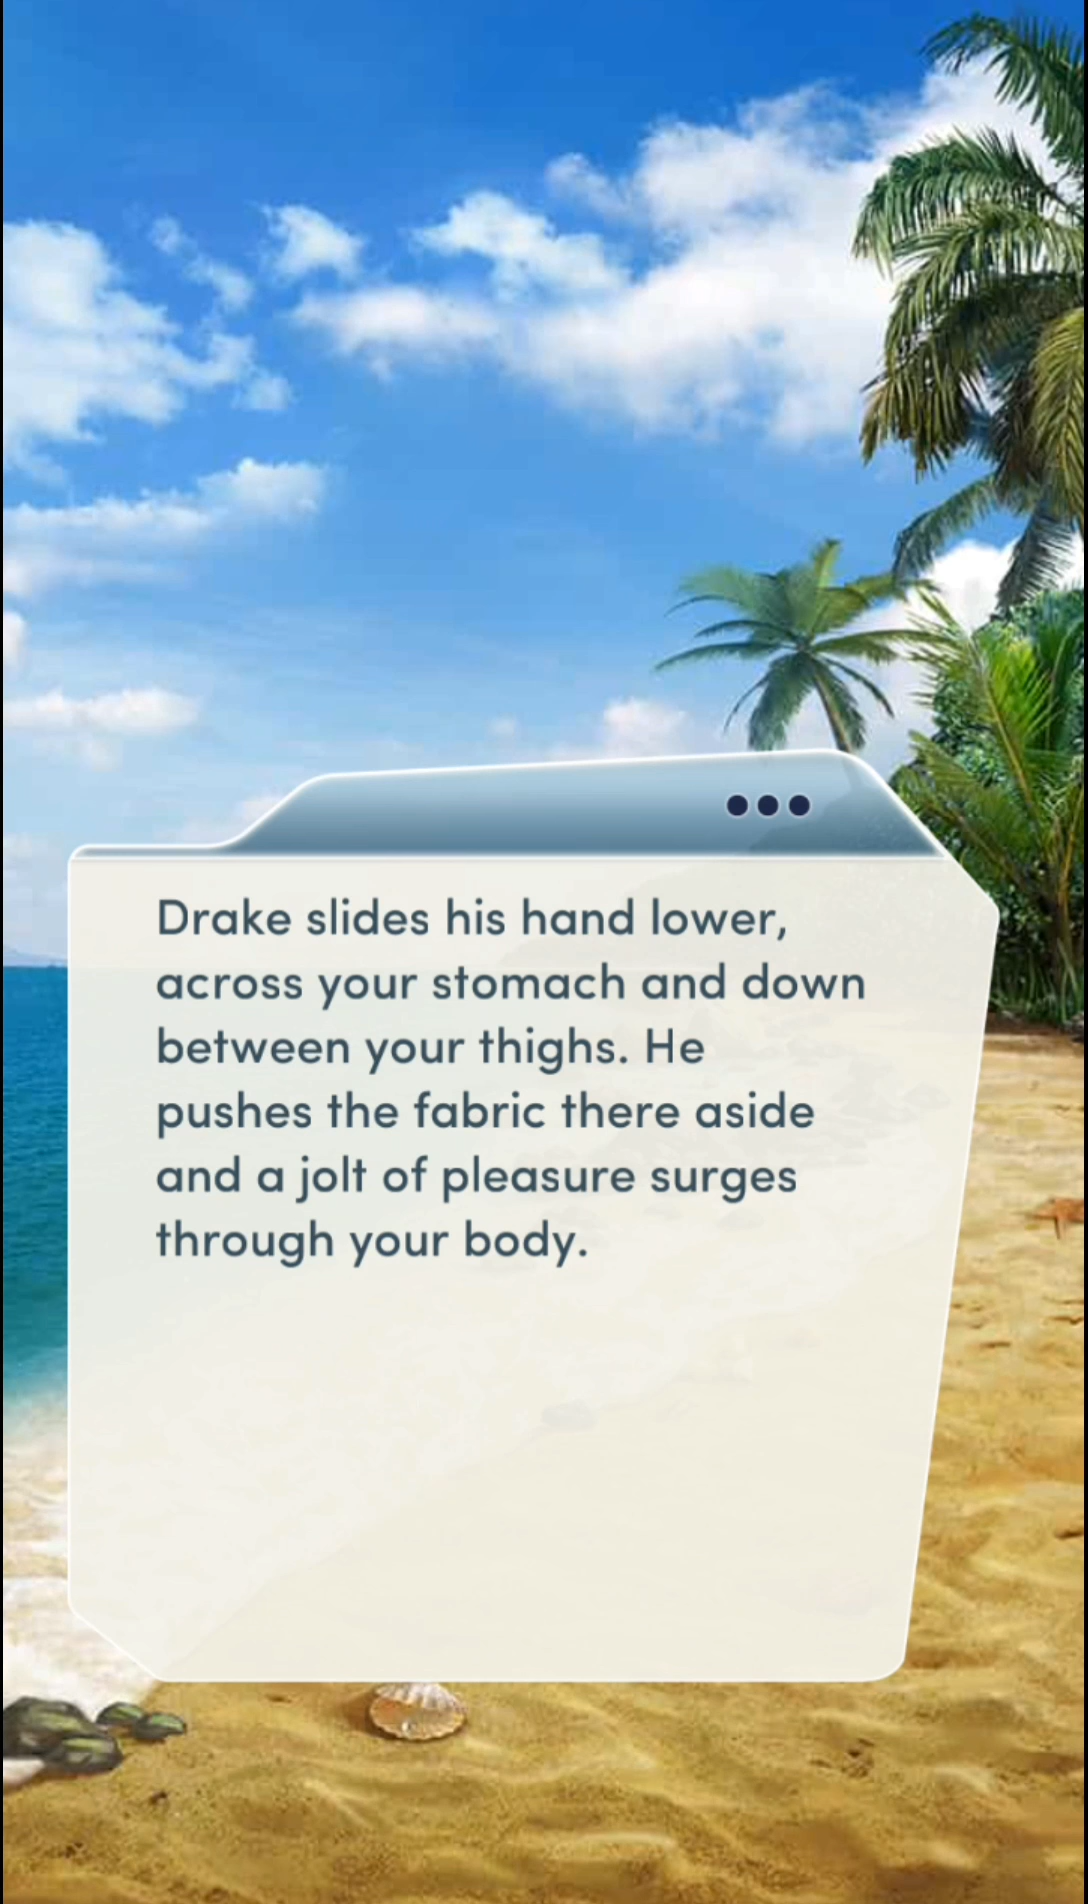 Drake slides his hand lower,
across your stomach and down
between your thighs. He
pushes the fabric there aside
and a jolt of pleasure surges
through your body.